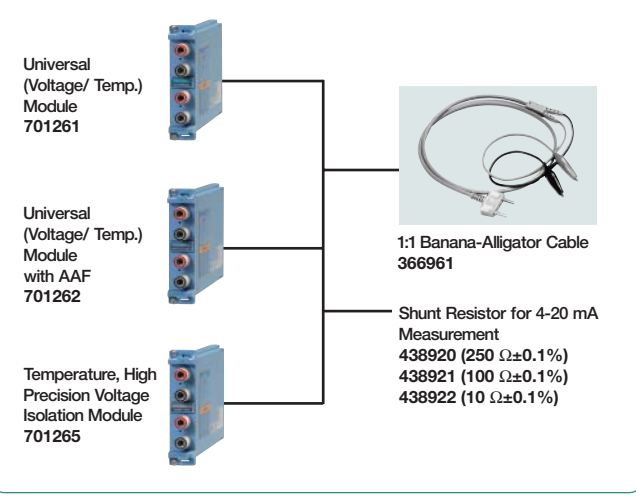 Universal
(Voltage/ Temp.)
Module
701261
Universal
(Voltage/ Temp.)
Module
with AAF
701262
Temperature, High
Precision Voltage
Isolation Module
701265
1:1 Banana-Alligator Cable
366961
Shunt Resistor for 4-20 mA
Measurement
438920 (250 Ω±0.1%)
438921 (100 Ω±0.1%)
438922 (10 Ω±0.1%)